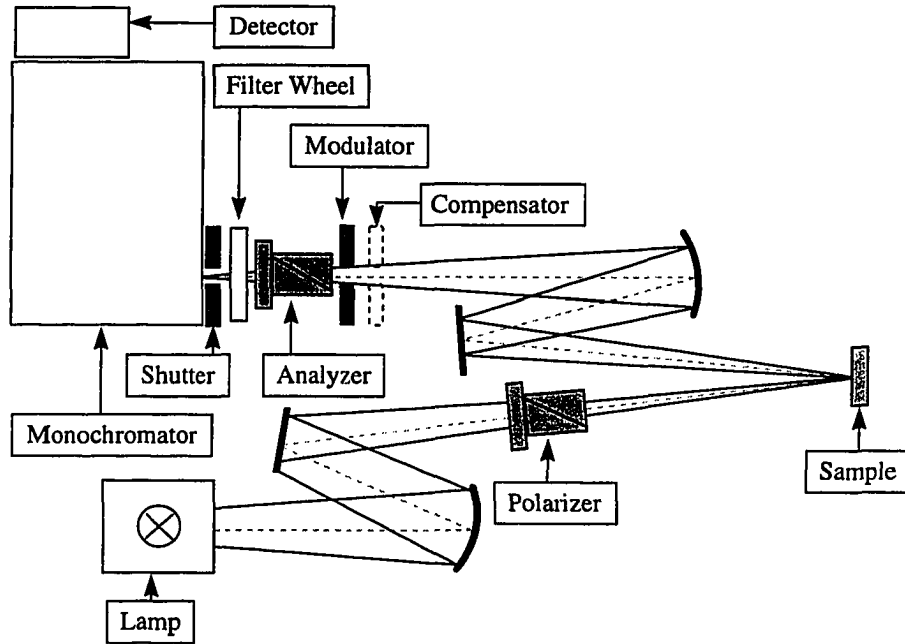 Detector
Filter Wheel
Modulator
Compensator
Shutter
Analyzer
Monochromator
Polarizer
Sample
Lamp